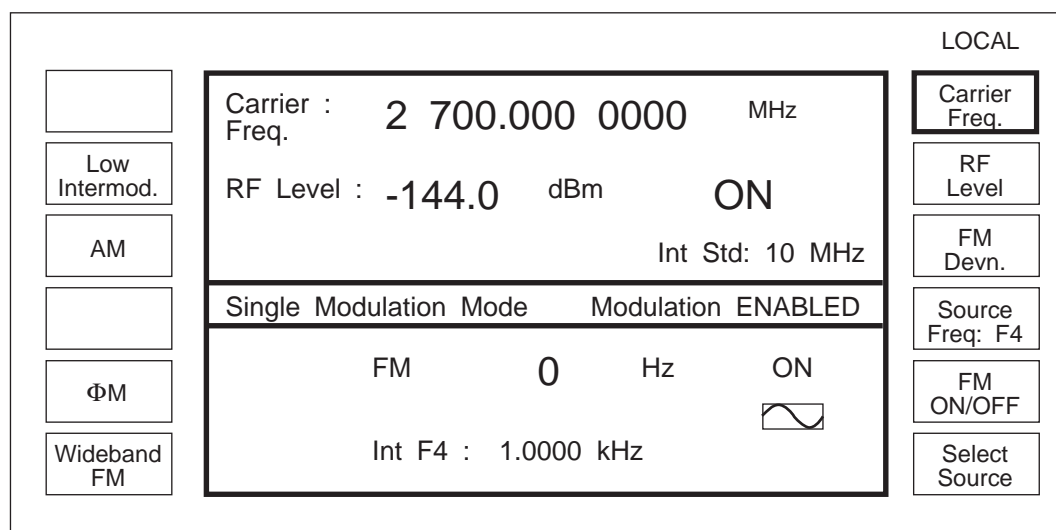 LOCAL
Low
Intermod.
AM
ΦM
Wideband
FM
Carrier : 2 700.000 0000 MHz
Freq.
RF Level : -144.0 dBm ON
Int Std: 10 MHz
Single Modulation Mode Modulation ENABLED
FM 0 Hz ON
Int F4 : 1.0000 kHz
Carrier
Freq.
RF
Level
FM
Devn.
Source
Freq: F4
FM
ON/OFF
Select
Source